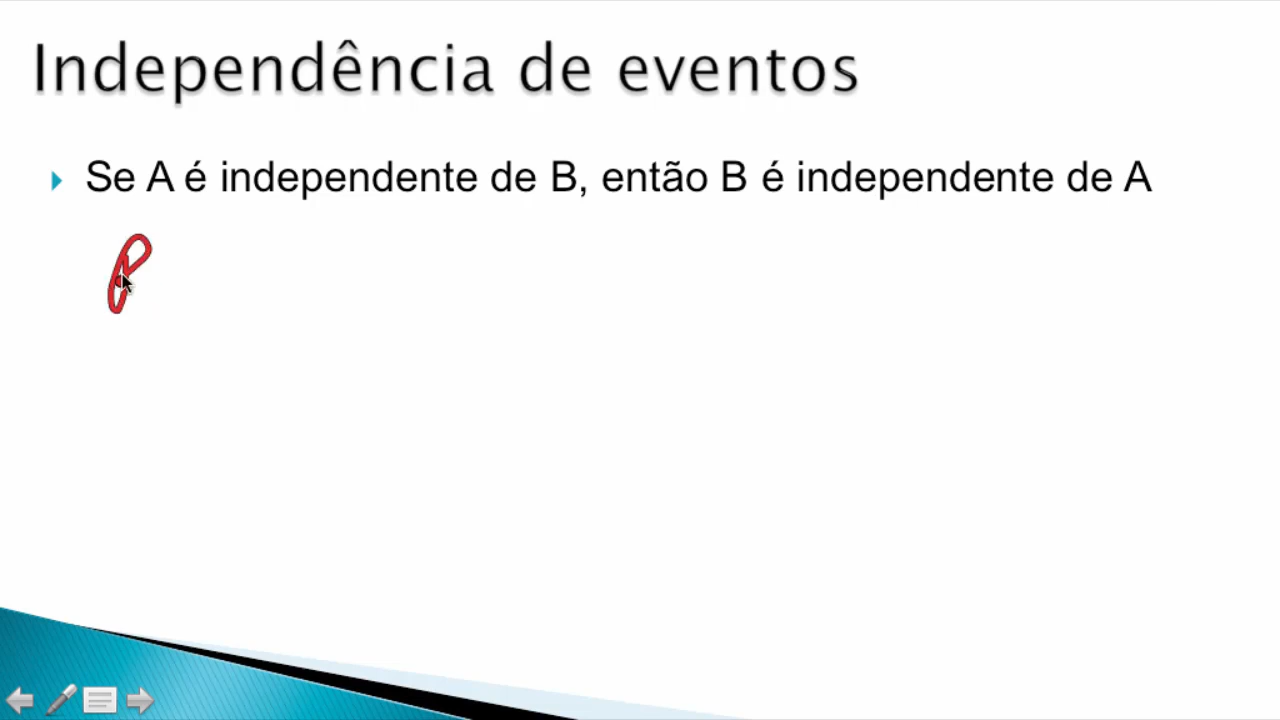 Independência de eventos
Se A é independente de B, então B é independente de A